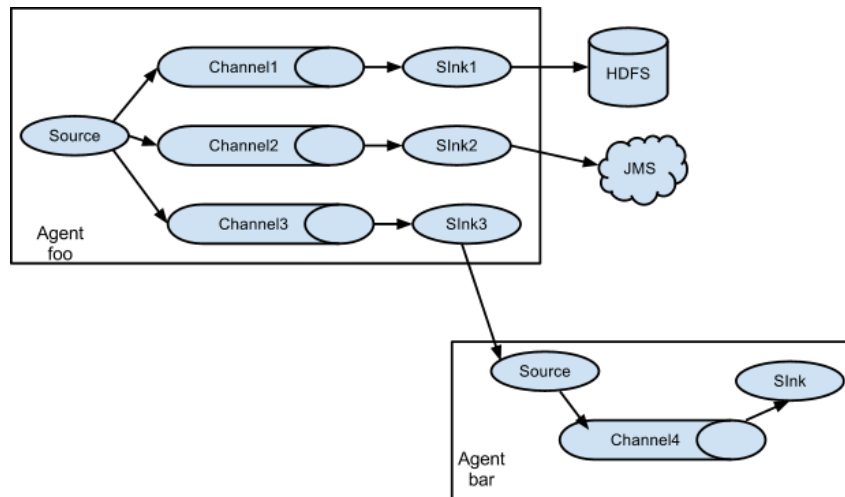 Channel1
SInk1
HDFS
Source
Channel2
SInk2
JMS
Channel3
SInk3
Agent
foo
Source
SInk
Channel4
Agent
bar